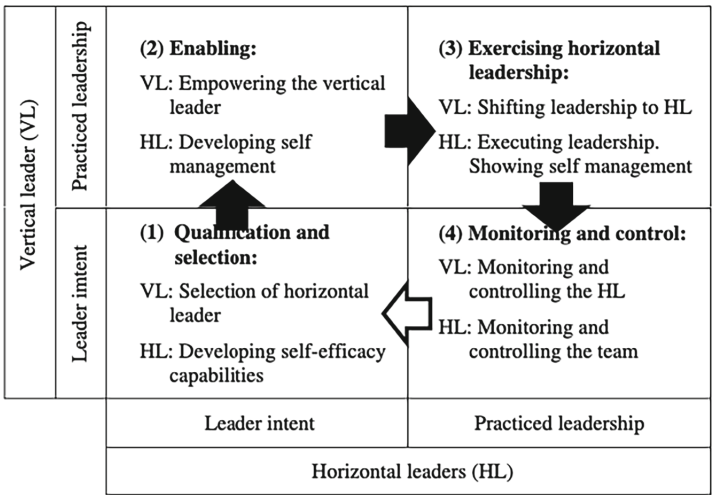 Vertical leader (VL)
Practiced leadership
Leader imtent
(2) Enabling:
VL: Empowering the vertical
leader
HL: Developing self
management
(3) Exercising horizontal
leadership:
VL: Shifting leadership to HL
HL: Executing leadership.
Showing self management
(1) Qualification and
selection:
VL: Selection of horizontal
leader
HL: Developing self-efficacy
capabilities
(4) Monitoring and control:
VL: Monitoring and
controlling the HL
HL: Monitoring and
controlling the team
Leader intent
Practiced leadership
Horizontal leaders (HL)